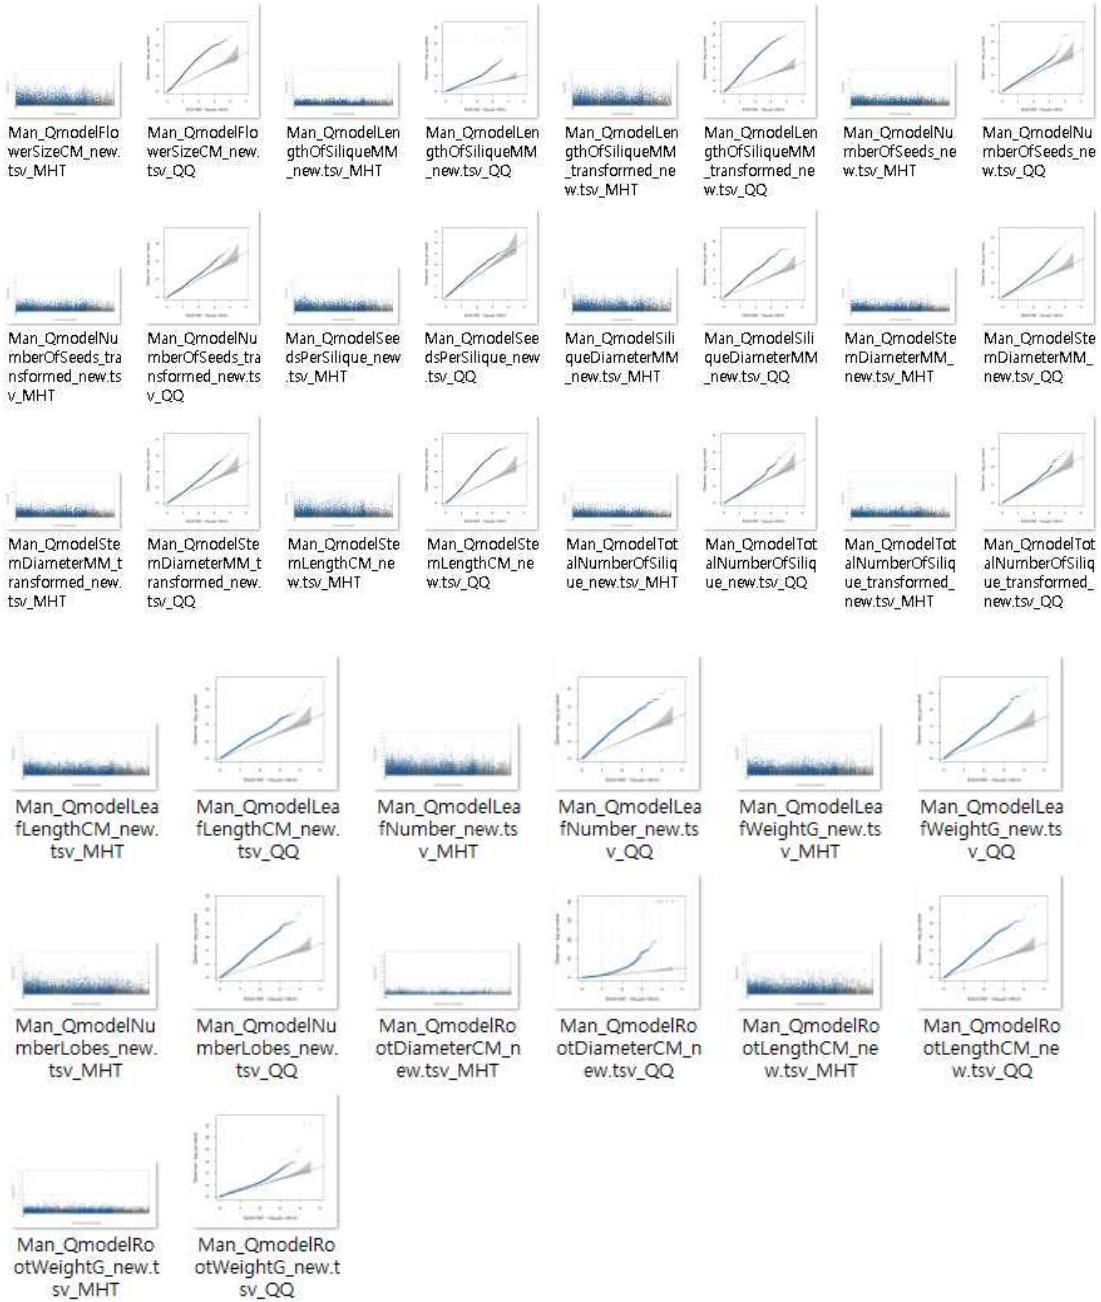 Man_QmodelFlo
werSizeCM_new.
tsv_MHT
Man_QmodelFlo
werSizeCM_new.
tsv_QQ
Man_QmodelLen
gthOfSiliqueMM
_new.tsv_MHT
Man_QmodelLen
gthOfSiliqueMM
_new.tsv_QQ
Man_QmodelLen
gthOfSiliqueMM
_transformed_ne
w.tsv_MHT
Man_QmodelLen
gthOfSiliqueMM
_transformed_ne
w.tsv_QQ
Man_QmodelNu
mberOfSeeds_ne
w.tsv_MHT
Man_QmodelNu
mberOfSeeds_ne
w.tsv_QQ
Man_QmodelNu
mberOfSeeds_tra
nsformed_new.ts
v_MHT
Man_QmodelNu
mberOfSeeds_tra
nsformed_new.ts
v_QQ
Man_QmodelSee
dsPerSilique_new
.tsv_MHT
Man_QmodelSee
dsPerSilique_new
.tsv_QQ
Man_QmodelSili
queDiameterMM
_new.tsv_MHT
Man_QmodelSili
queDiameterMM
_new.tsv_QQ
Man_QmodelSte
mDiameterMM_
new.tsv_MHT
Man_QmodelSte
mDiameterMM_
new.tsv_QQ
Man_QmodelSte
mDiameterMM_t
ransformed_new.
tsv_MHT
Man_QmodelSte
mDiameterMM_t
ransformed_new.
tsv_QQ
Man_QmodelSte
mLengthCM_ne
w.tsv_MHT
Man_QmodelSte
mLengthCM_ne
w.tsv_QQ
Man_QmodelTot
alNumberOfSiliq
ue_new.tsv_MHT
Man_QmodelTot
alNumberOfSiliq
ue_new.tsv_QQ
Man_QmodelTot
alNumberOfSiliq
ue_transformed_
new.tsv_MHT
Man_QmodelTot
alNumberOfSiliq
ue_transformed_
new.tsv_QQ
Man_QmodelLea
fLengthCM_new.
tsv_MHT
Man_QmodelLea
fLengthCM_new.
tsv_QQ
Man_QmodelLea
fNumber_new.ts
v_MHT
Man_QmodelLea
fNumber_new.ts
v_QQ
Man_QmodelLea
fWeightG_new.ts
v_MHT
Man_QmodelLea
fWeightG_new.ts
v_QQ
Man_QmodelNu
mberLobes_new.
tsv_MHT
Man_QmodelNu
mberLobes_new.
tsv_QQ
Man_QmodelRo
otDiameterCM_n
ew.tsv_MHT
Man_QmodelRo
otDiameterCM_n
ew.tsv_QQ
Man_QmodelRo
otLengthCM_ne
w.tsv_MHT
Man_QmodelRo
otLengthCM_ne
w.tsv_QQ
Man_QmodelRo
otWeightG_new.t
sv_MHT
Man_QmodelRo
otWeightG_new.t
sv_QQ